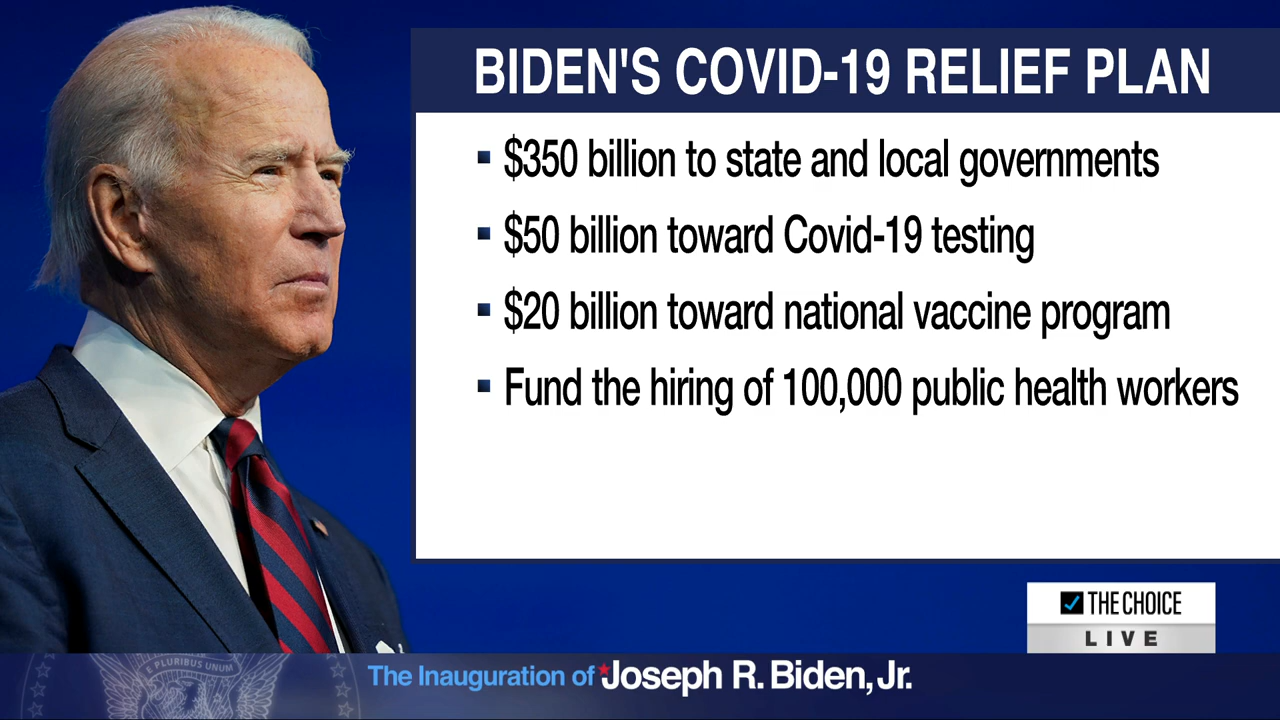 BIDEN'S COVID-19 RELIEF PLAN
▪ $350 billion to state and local governments
▪ $50 billion toward Covid-19 testing
▪ $20 billion toward national vaccine program
▪ Fund the hiring of 100,000 public health workers
THE CHOICE
LIVE
E PLURIBUS UNUM
The Inauguration of Joseph R. Biden, Jr.